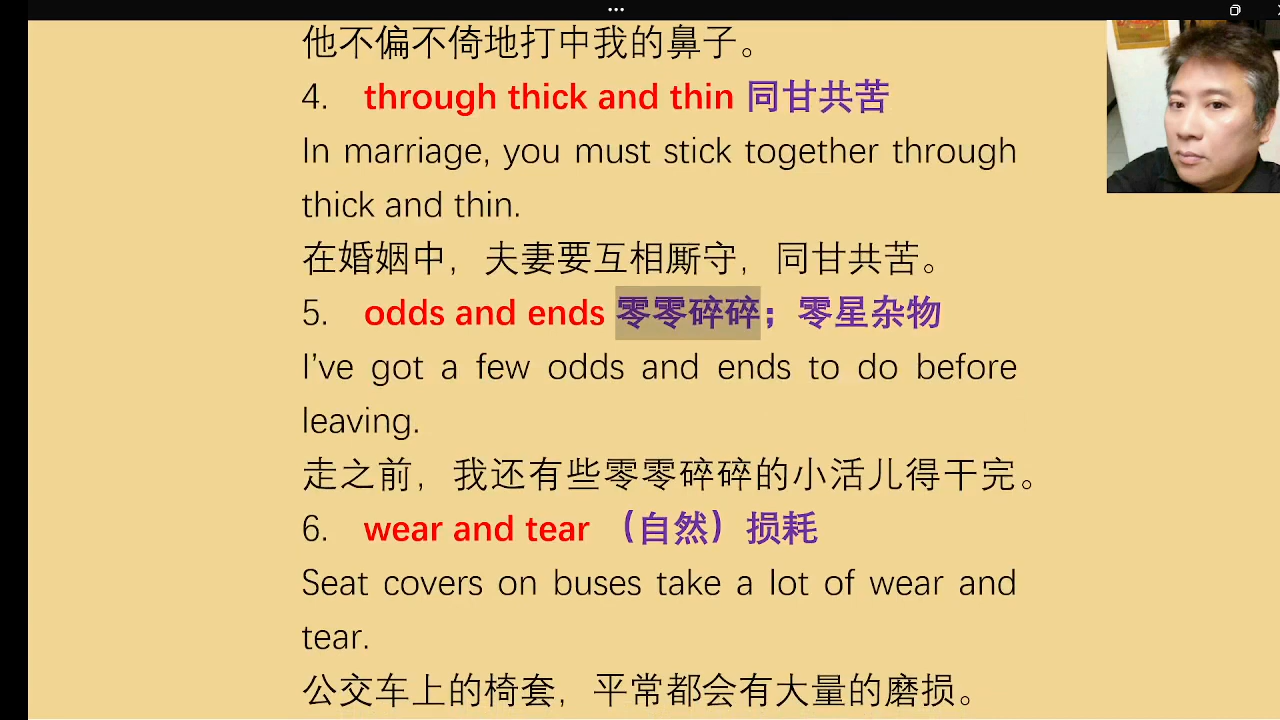 他不偏不倚地打中我的鼻子。
4. through thick and thin 同甘共苦
In marriage, you must stick together through
thick and thin.
在婚姻中，夫妻要互相厮守，同甘共苦。
5. odds and ends 零零碎碎；零星杂物
I’ve got a few odds and ends to do before
leaving.
走之前，我还有些零零碎碎的小活儿得干完。
6. wear and tear （自然）损耗
Seat covers on buses take a lot of wear and
tear.
公交车上的椅套，平常都会有大量的磨损。